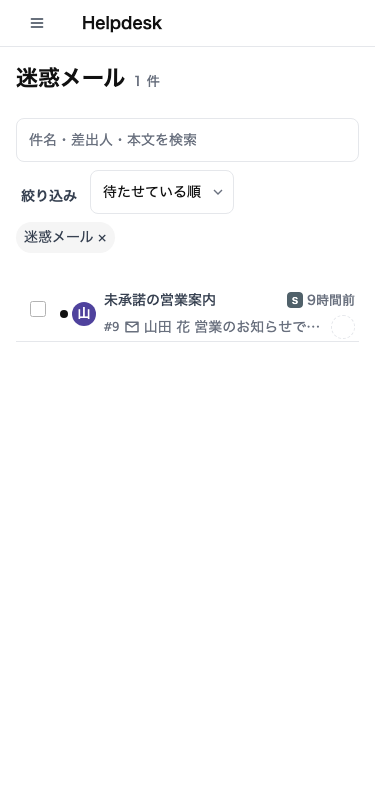 Helpdesk
迷惑メール 1 件
件名・差出人・本文を検索
絞り込み 待たせている順
迷惑メール ×
未承諾の営業案内 S 9時間前
山 #9 山田 花 営業のお知らせで…